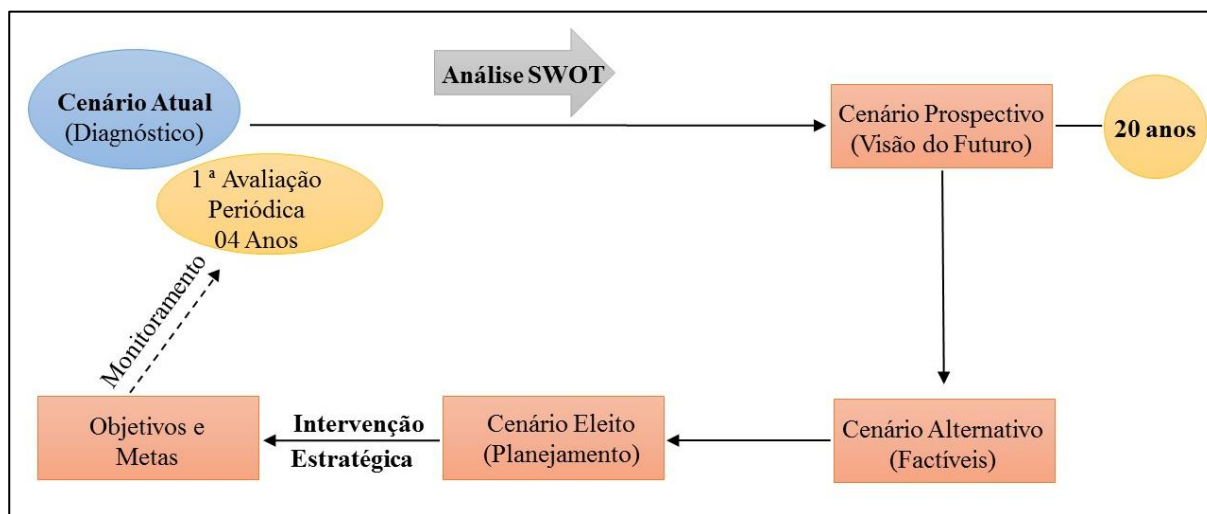 Análise SWOT
Cenário Atual
(Diagnóstico)
Cenário Prospectivo
(Visão do Futuro)
20 anos
1 ª Avaliação
Periódica
04 Anos
Monitoramento
Objetivos e
Metas
Intervenção
Estratégica
Cenário Eleito
(Planejamento)
Cenário Alternativo
(Factíveis)